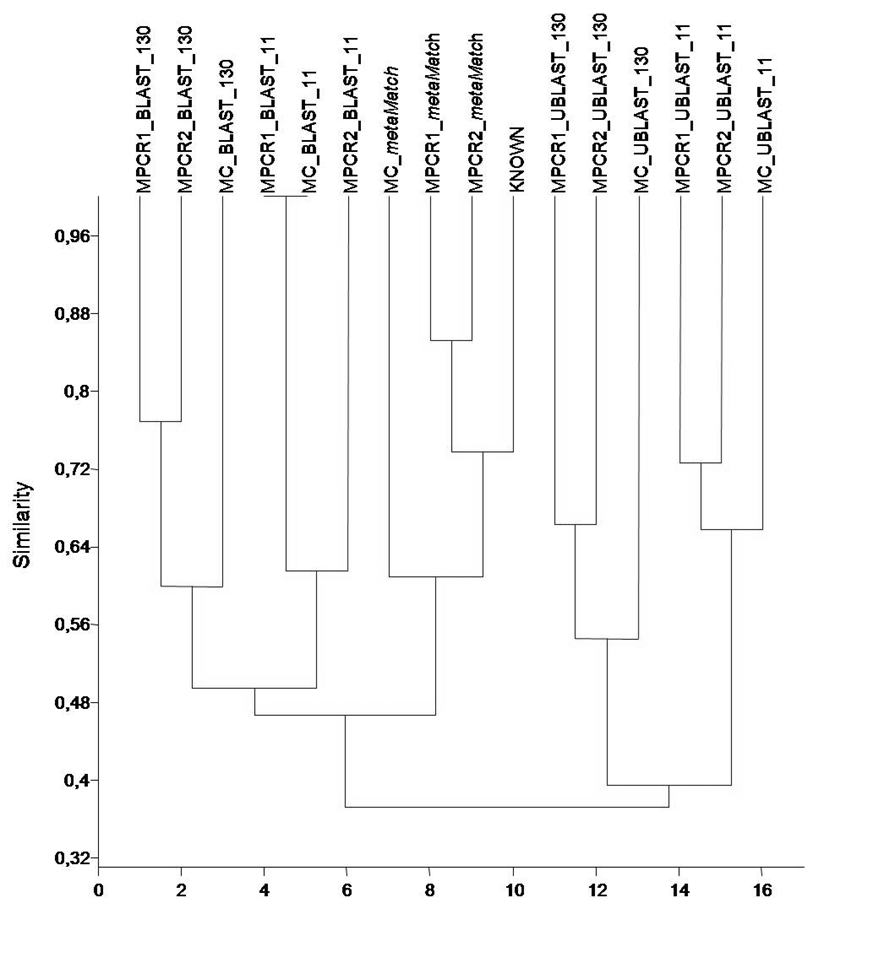 MPCR1_BLAST_130
MPCR2_BLAST_130
MC_BLAST_130
MPCR1_BLAST_11
MC_BLAST_11
MPCR2_BLAST_11
MC_metaMatch
MPCR1_metaMatch
MPCR2_metaMatch
KNOWN
MPCR1_UBLAST_130
MPCR2_UBLAST_130
MC_UBLAST_130
MPCR1_UBLAST_11
MPCR2_UBLAST_11
MC_UBLAST_11
0,96
0,88
0,8
0,72
0,64
0,56
0,48
0,4
0,32
Similarity
0 2 4 6 8 10 12 14 16